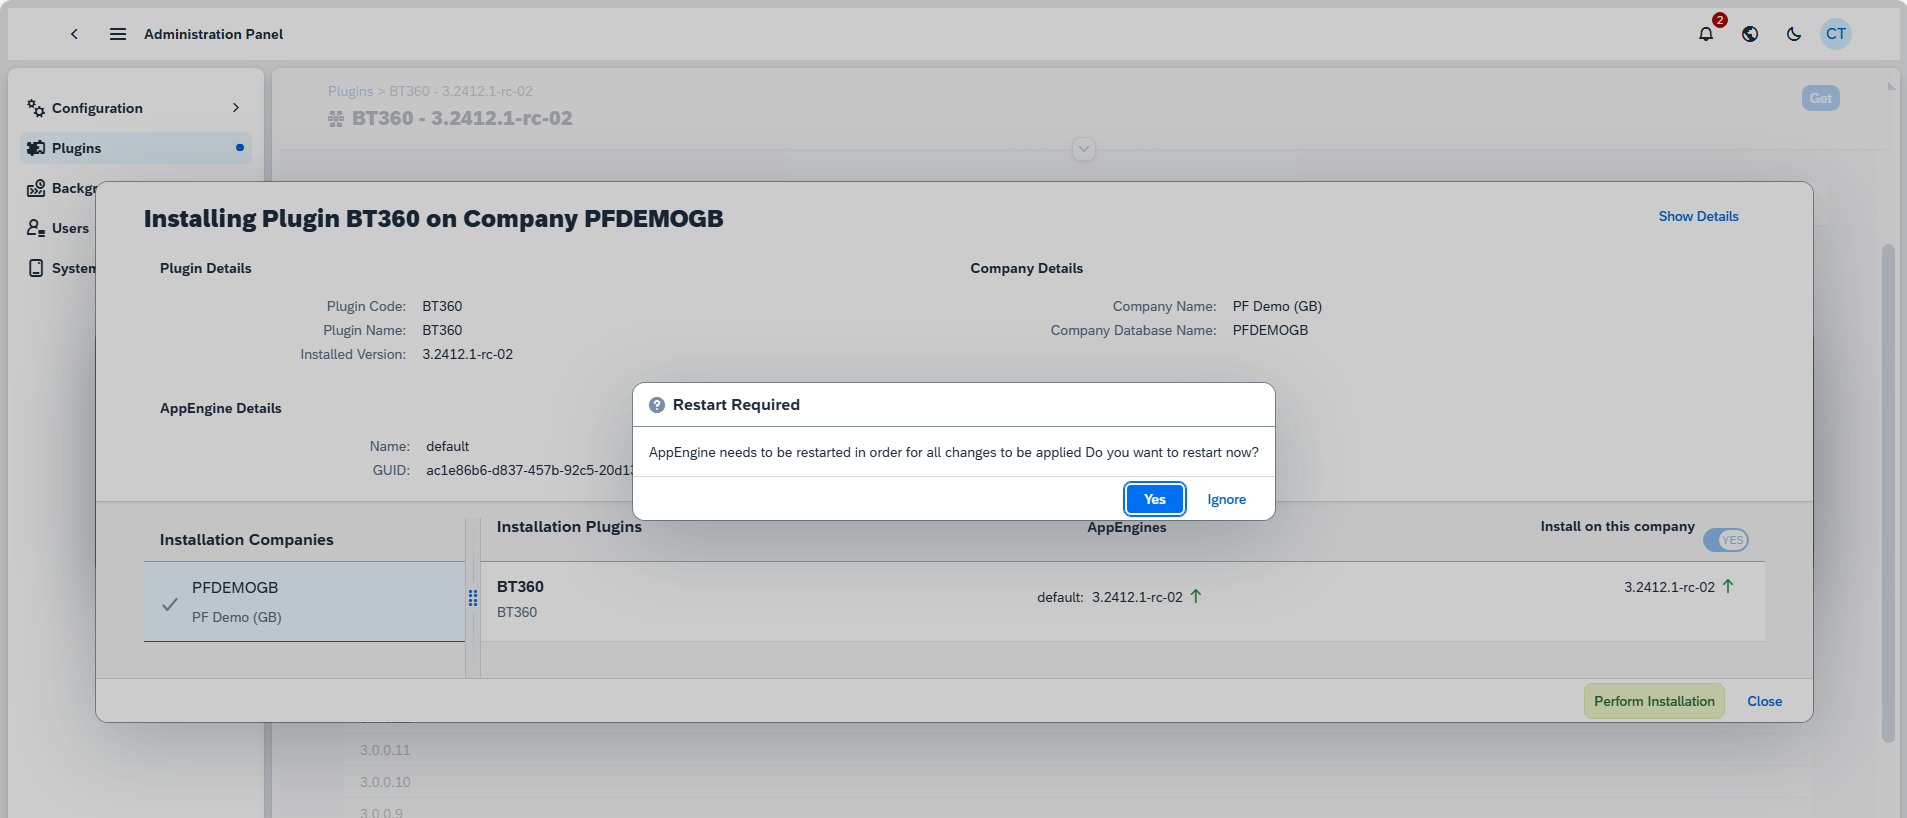 Administration Panel
2
CT
Configuration
Plugins
Backgr
Users
System
Plugins > BT360 - 3.2412.1-rc-02
BT360 - 3.2412.1-rc-02
Get
Installing Plugin BT360 on Company PFDEMOGB
Show Details
Plugin Details
Plugin Code: BT360
Plugin Name: BT360
Installed Version: 3.2412.1-rc-02
Company Details
Company Name: PF Demo (GB)
Company Database Name: PFDEMOGB
AppEngine Details
Name: default
GUID: ac1e86b6-d837-457b-92c5-20d13
Restart Required
AppEngine needs to be restarted in order for all changes to be applied Do you want to restart now?
Yes
Ignore
Installation Companies
PFDEMOGB
PF Demo (GB)
Installation Plugins
AppEngines
Install on this company
YES
BT360
BT360
default: 3.2412.1-rc-02
3.2412.1-rc-02
Perform Installation
Close
3.0.0.11
3.0.0.10
3.0.0.9